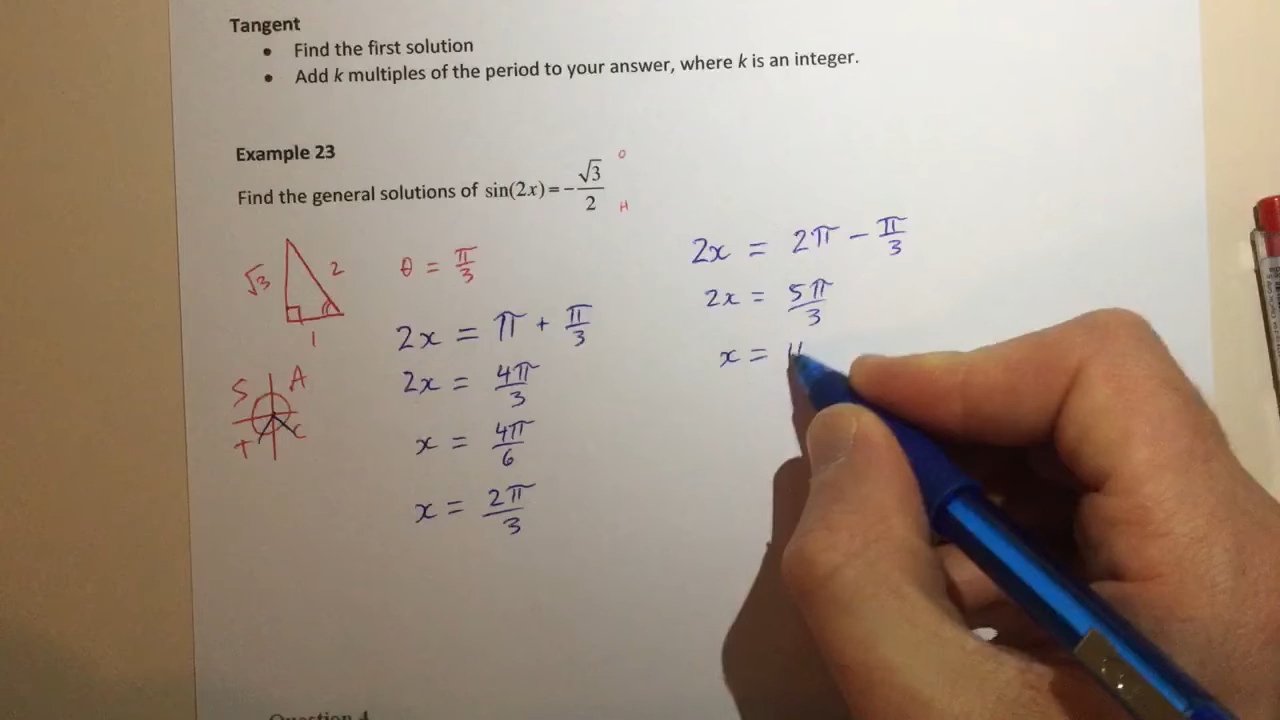 Tangent
• Find the first solution
• Add k multiples of the period to your answer, where k is an integer.
Example 23
Find the general solutions of sin(2x)=-√3/2
O
H
√3
2
1
θ = π/3
S A
T C
2x = π + π/3
2x = 4π/3
x = 4π/6
x = 2π/3
2x = 2π - π/3
2x = 5π/3
x =